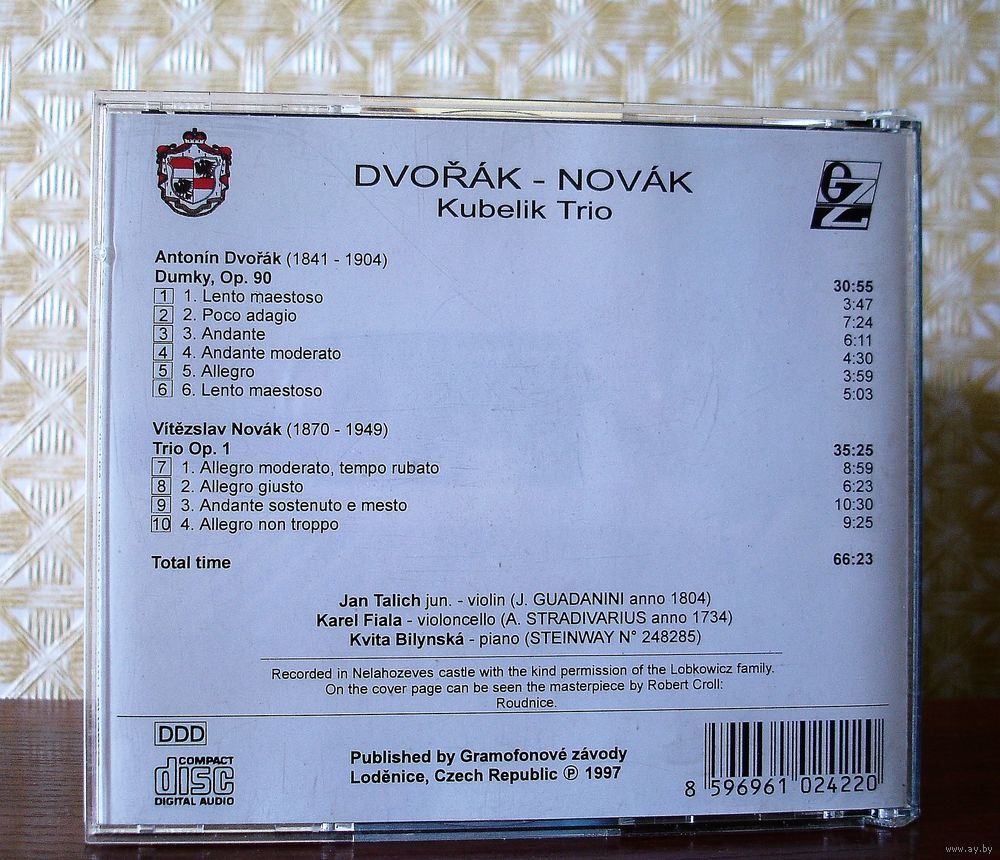 DVOŘÁK - NOVÁK
Kubelik Trio
GZ
Antonín Dvořák (1841 - 1904)
Dumky, Op. 90 30:55
1 1. Lento maestoso 3:47
2 2. Poco adagio 7:24
3 3. Andante 6:11
4 4. Andante moderato 4:30
5 5. Allegro 3:59
6 6. Lento maestoso 5:03
Vítězslav Novák (1870 - 1949)
Trio Op. 1 35:25
7 1. Allegro moderato, tempo rubato 8:59
8 2. Allegro giusto 6:23
9 3. Andante sostenuto e mesto 10:30
10 4. Allegro non troppo 9:25
Total time 66:23
Jan Talich jun. - violin (J. GUADANINI anno 1804)
Karel Fiala - violoncello (A. STRADIVARIUS anno 1734)
Kvita Bilynská - piano (STEINWAY N° 248285)
Recorded in Nelahozeves castle with the kind permission of the Lobkowicz family.
On the cover page can be seen the masterpiece by Robert Croll:
Roudnice.
DDD
COMPACT
disc
DIGITAL AUDIO
Published by Gramofonové závody
Loděnice, Czech Republic ℗ 1997
8 596961 024220
www.ay.by